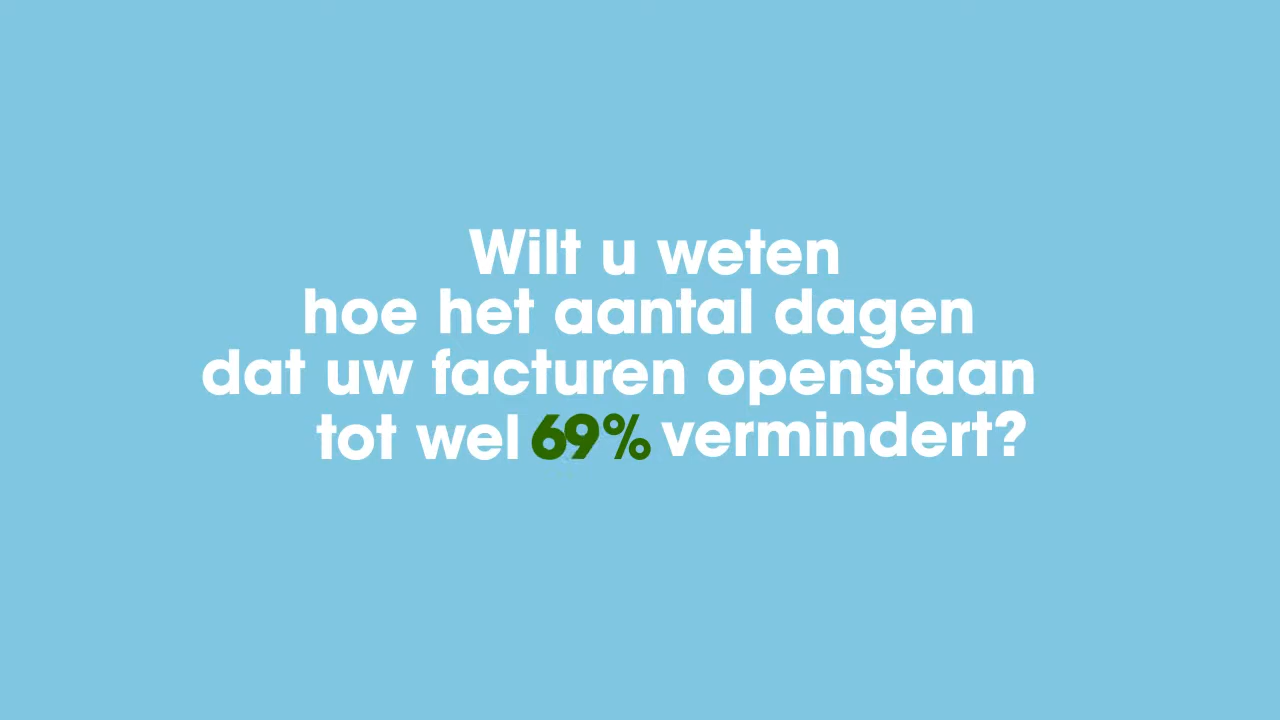 Wilt u weten
hoe het aantal dagen
dat uw facturen openstaan
tot wel 69% vermindert?